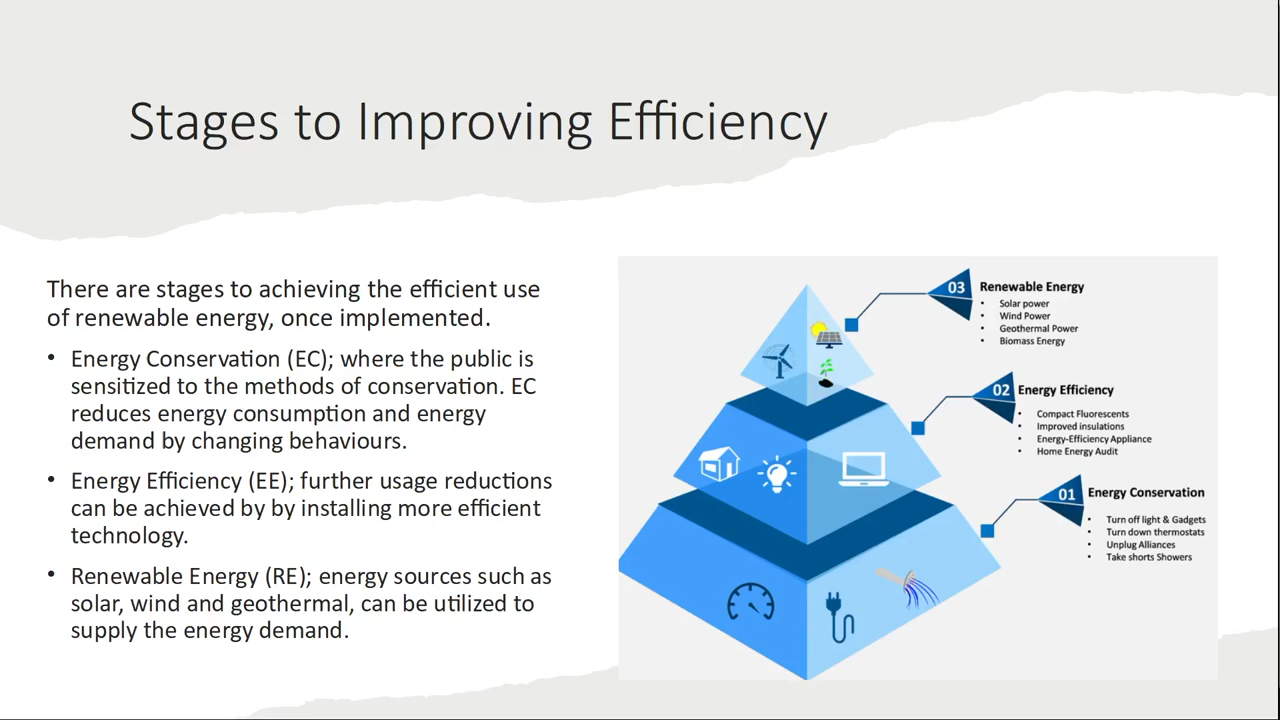 Stages to Improving Efficiency
There are stages to achieving the efficient use
of renewable energy, once implemented.
• Energy Conservation (EC); where the public is
sensitized to the methods of conservation. EC
reduces energy consumption and energy
demand by changing behaviours.
• Energy Efficiency (EE); further usage reductions
can be achieved by by installing more efficient
technology.
• Renewable Energy (RE); energy sources such as
solar, wind and geothermal, can be utilized to
supply the energy demand.
03 Renewable Energy
• Solar power
• Wind Power
• Geothermal Power
• Biomass Energy
02 Energy Efficiency
• Compact Fluorescents
• Improved insulations
• Energy-Efficiency Appliance
• Home Energy Audit
01 Energy Conservation
• Turn off light & Gadgets
• Turn down thermostats
• Unplug Alliances
• Take shorts Showers